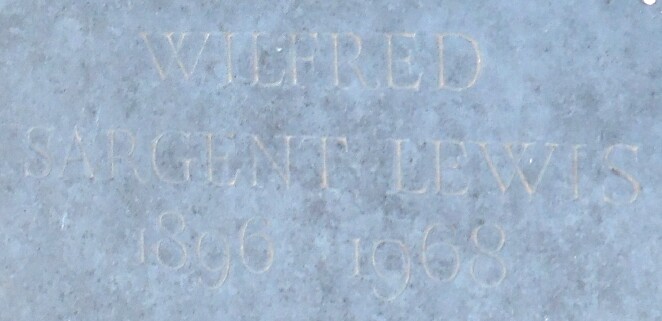 WILFRED
SARGENT LEWIS
1896 1968